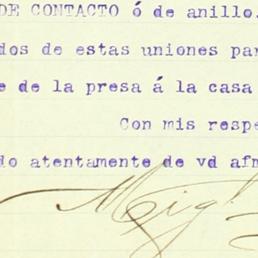 DE CONTACTO ó de anillo.
dos de estas uniones par
e de la presa á la casa
Con mis respe
do atentamente de vd afm
Mig¹